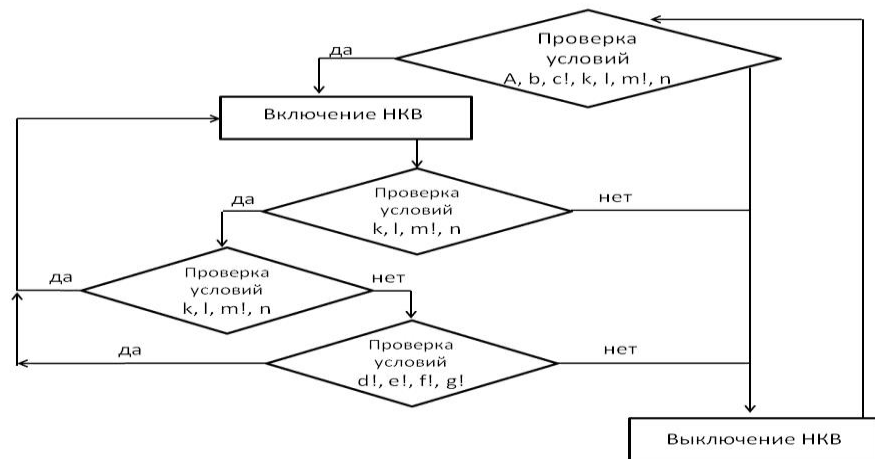 Проверка
условий
A, b, c!, k, l, m!, n
да
Включение НКВ
Проверка
условий
k, l, m!, n
да
нет
Проверка
условий
k, l, m!, n
да
нет
Проверка
условий
d!, e!, f!, g!
да
нет
Выключение НКВ